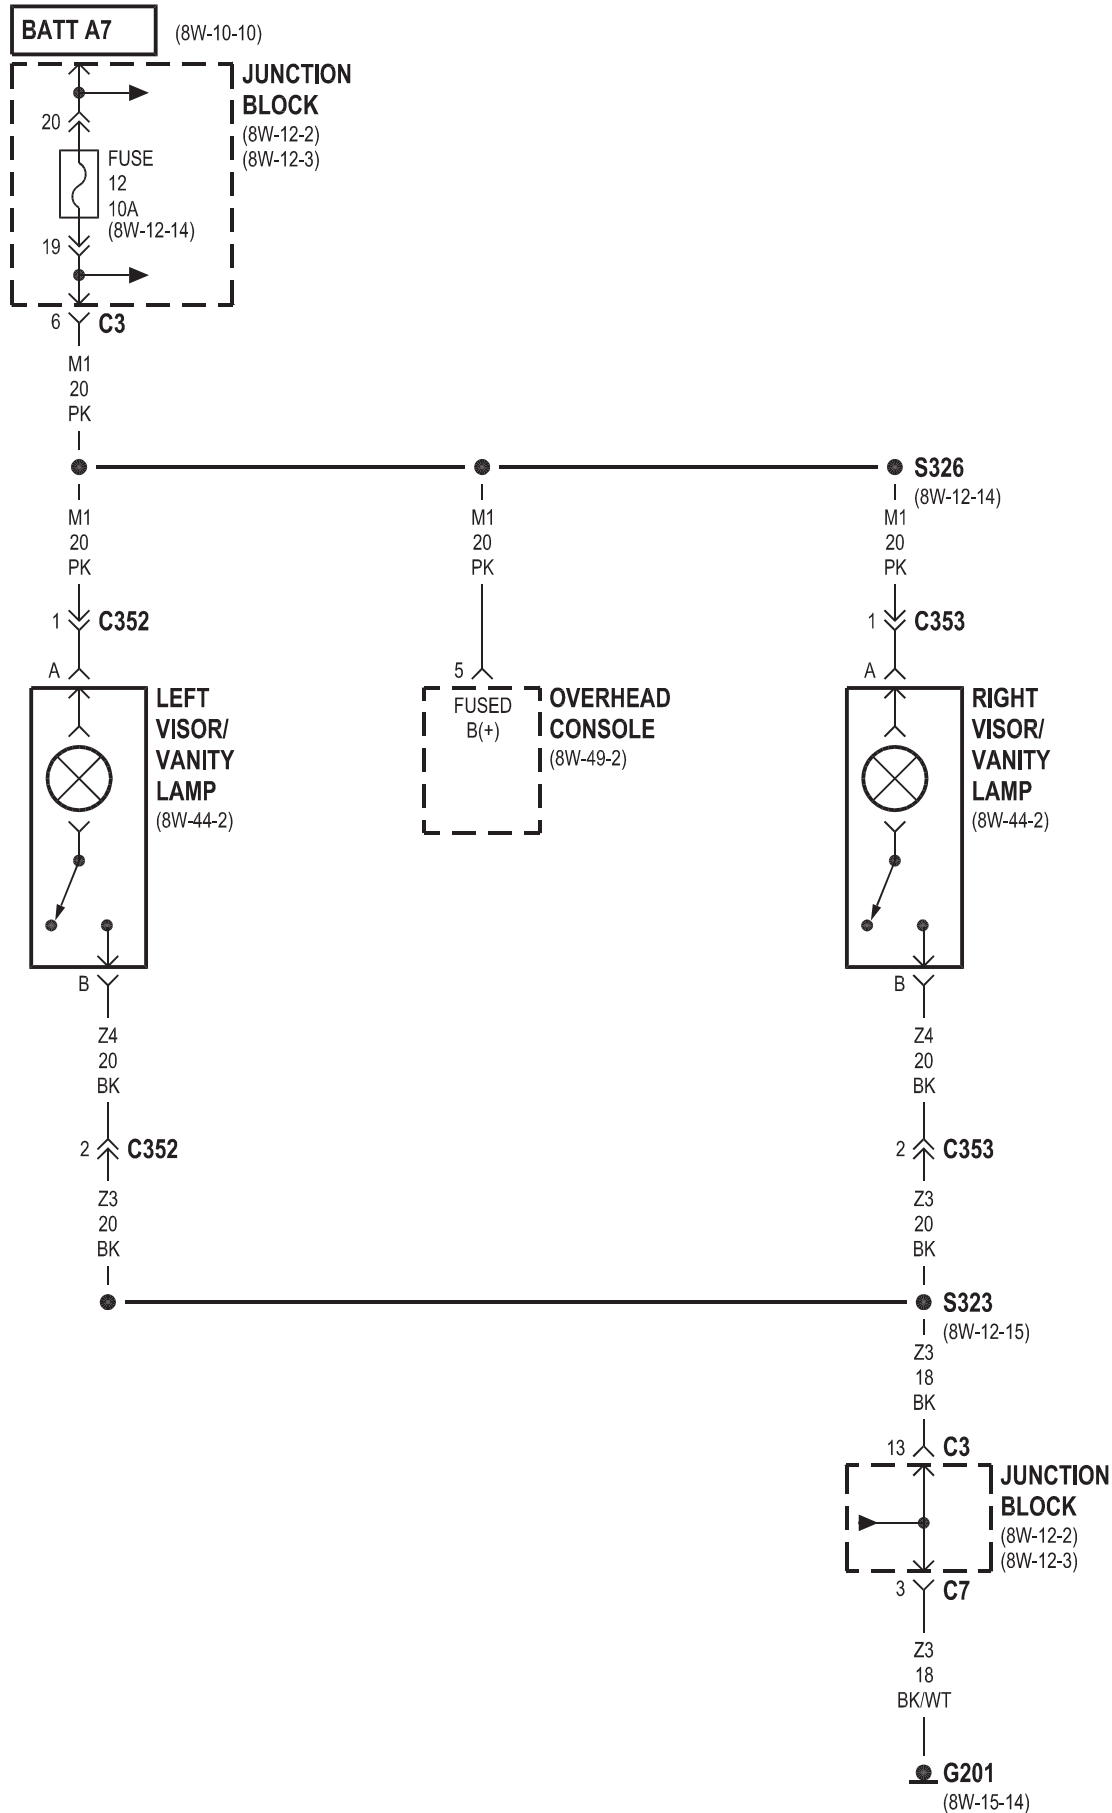 BATT A7
(8W-10-10)
JUNCTION
BLOCK
(8W-12-2)
(8W-12-3)
20
FUSE
12
10A
(8W-12-14)
19
6
C3
M1
20
PK
S326
(8W-12-14)
M1
20
PK
M1
20
PK
M1
20
PK
1
C352
1
C353
A
5
A
LEFT
VISOR/
VANITY
LAMP
(8W-44-2)
FUSED
B(+)
OVERHEAD
CONSOLE
(8W-49-2)
RIGHT
VISOR/
VANITY
LAMP
(8W-44-2)
B
B
Z4
20
BK
Z4
20
BK
2
C352
2
C353
Z3
20
BK
Z3
20
BK
S323
(8W-12-15)
Z3
18
BK
13
C3
JUNCTION
BLOCK
(8W-12-2)
(8W-12-3)
3
C7
Z3
18
BK/WT
G201
(8W-15-14)